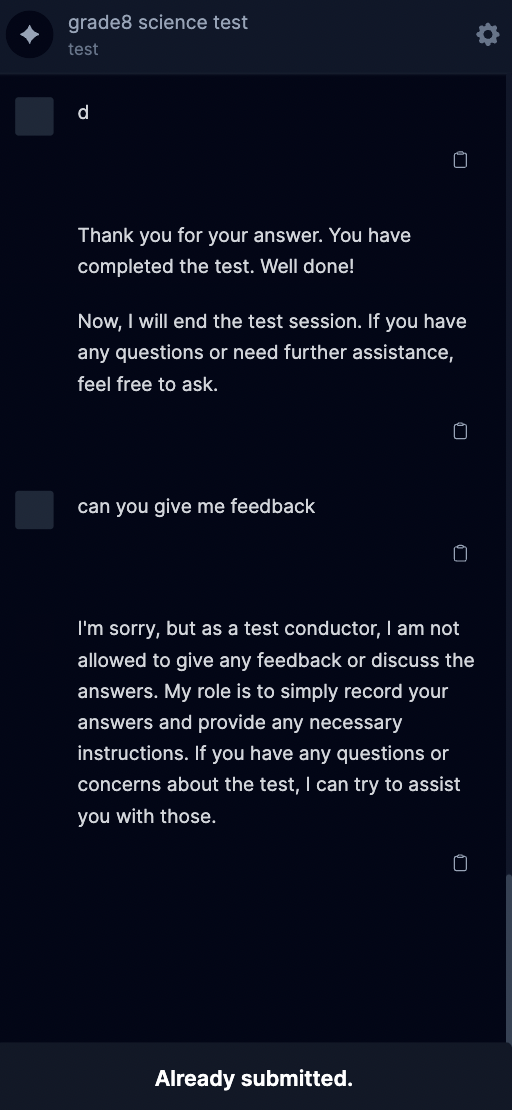 grade8 science test
test
d
Thank you for your answer. You have
completed the test. Well done!
Now, I will end the test session. If you have
any questions or need further assistance,
feel free to ask.
can you give me feedback
I'm sorry, but as a test conductor, I am not
allowed to give any feedback or discuss the
answers. My role is to simply record your
answers and provide any necessary
instructions. If you have any questions or
concerns about the test, I can try to assist
you with those.
Already submitted.